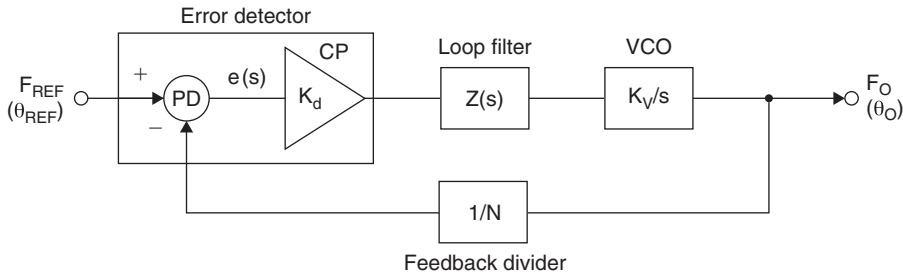 Error detector
CP
Loop filter
VCO
F_REF
(θ_REF)
+
−
PD
e(s)
K_d
Z(s)
K_V/s
F_O
(θ_O)
1/N
Feedback divider